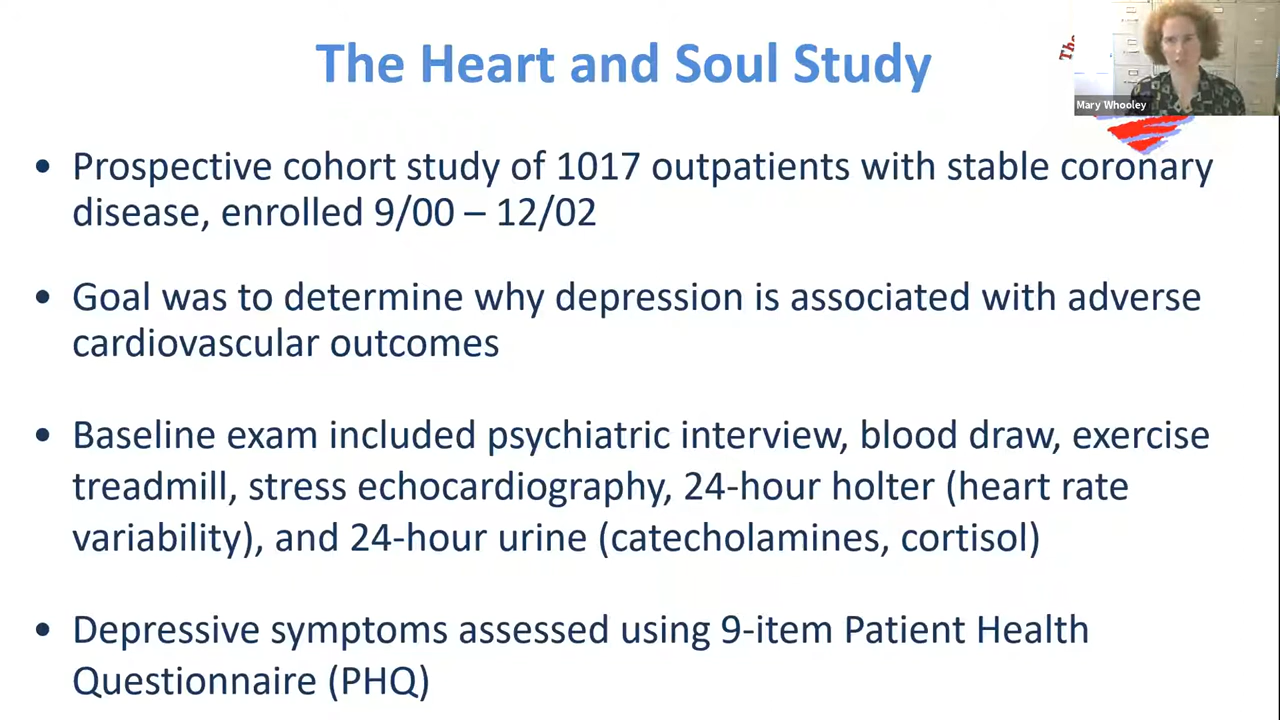 The Heart and Soul Study
The
Mary Whooley
• Prospective cohort study of 1017 outpatients with stable coronary
disease, enrolled 9/00 – 12/02
• Goal was to determine why depression is associated with adverse
cardiovascular outcomes
• Baseline exam included psychiatric interview, blood draw, exercise
treadmill, stress echocardiography, 24-hour holter (heart rate
variability), and 24-hour urine (catecholamines, cortisol)
• Depressive symptoms assessed using 9-item Patient Health
Questionnaire (PHQ)